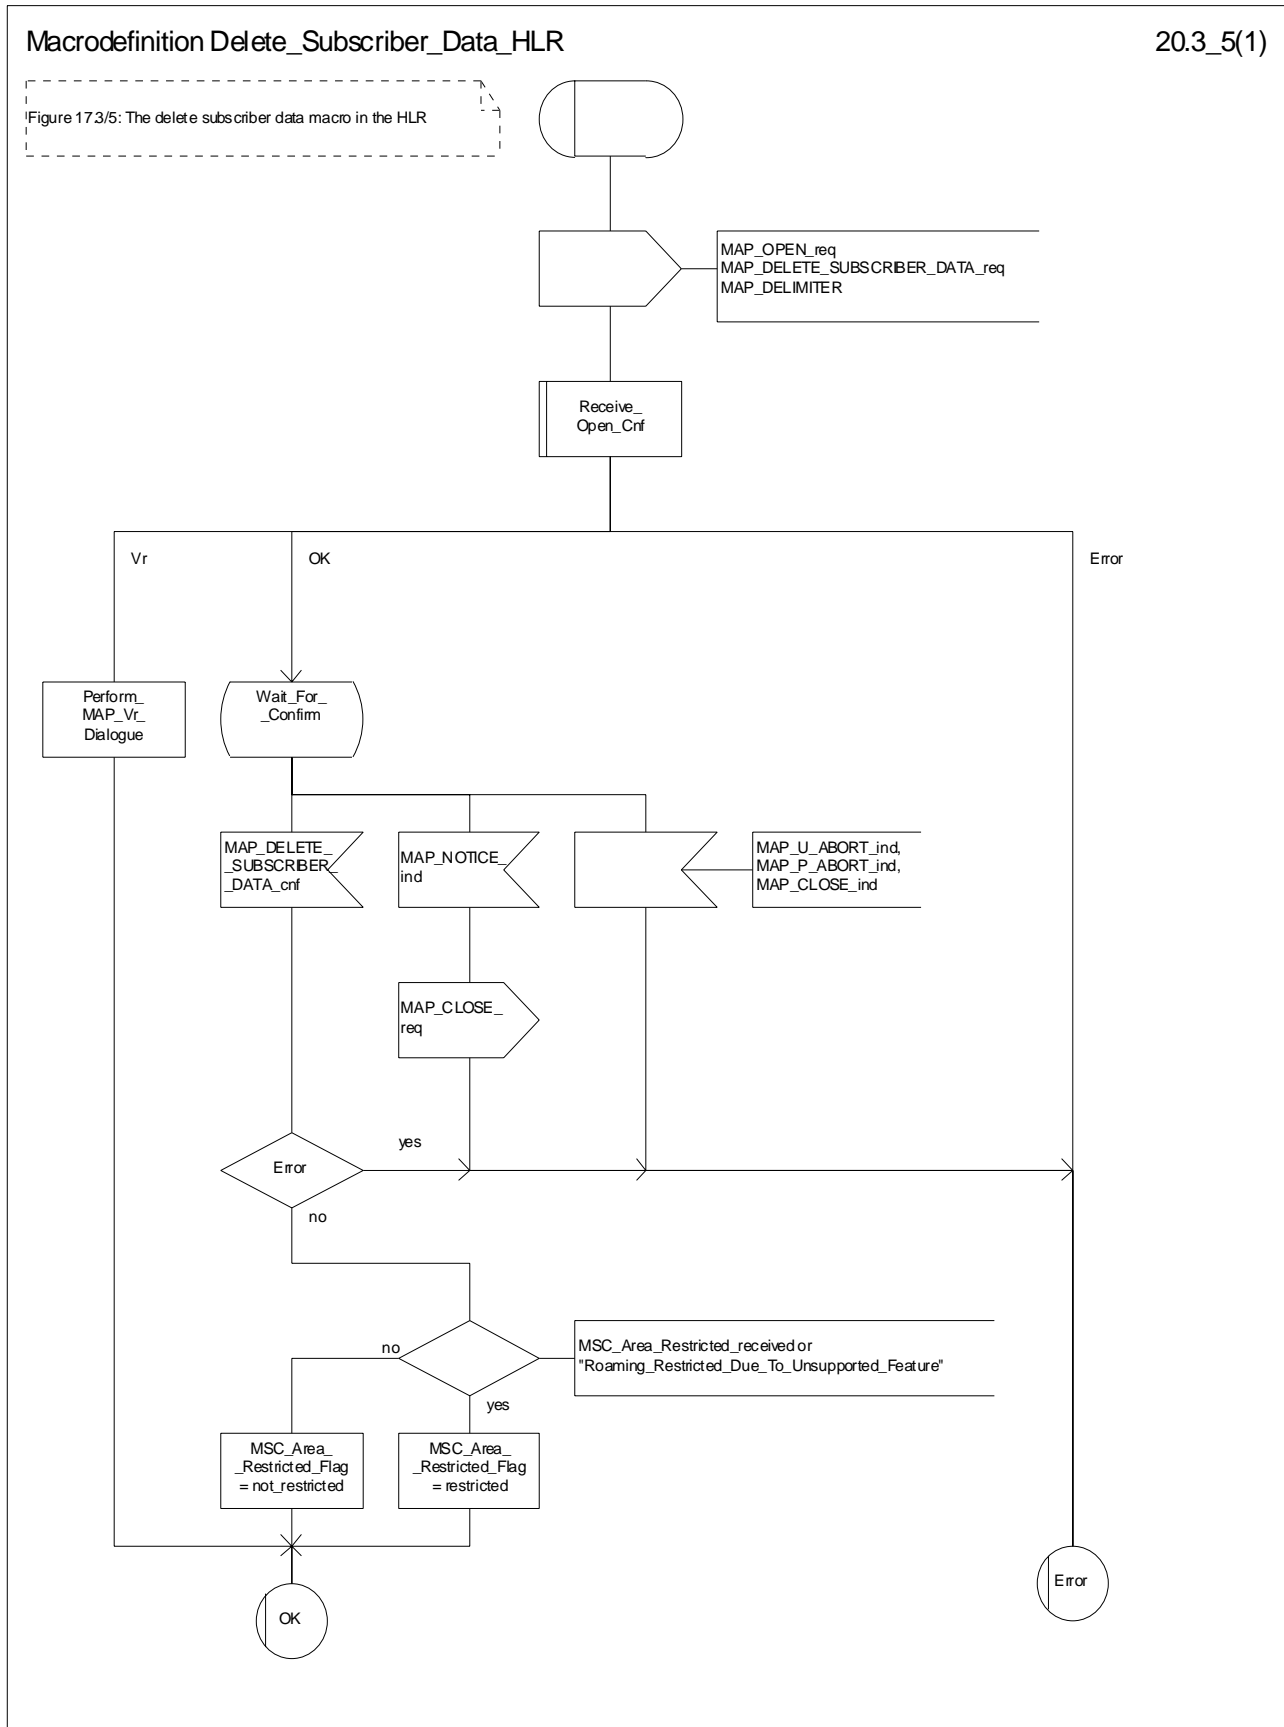 Macrodefinition Delete_Subscriber_Data_HLR
20.3_5(1)
Figure 17.3/5: The delete subscriber data macro in the HLR
MAP_OPEN_req
MAP_DELETE_SUBSCRIBER_DATA_req
MAP_DELIMITER
Receive_
Open_Cnf
Vr
OK
Error
Perform_
MAP_Vr_
Dialogue
Wait_For_
_Confirm
MAP_DELETE_
_SUBSCRIBER_
_DATA_cnf
MAP_NOTICE_
ind
MAP_U_ABORT_ind,
MAP_P_ABORT_ind,
MAP_CLOSE_ind
MAP_CLOSE_
req
Error
yes
no
no
MSC_Area_Restricted_received or
"Roaming_Restricted_Due_To_Unsupported_Feature"
yes
MSC_Area_
_Restricted_Flag
= not_restricted
MSC_Area_
_Restricted_Flag
= restricted
OK
Error